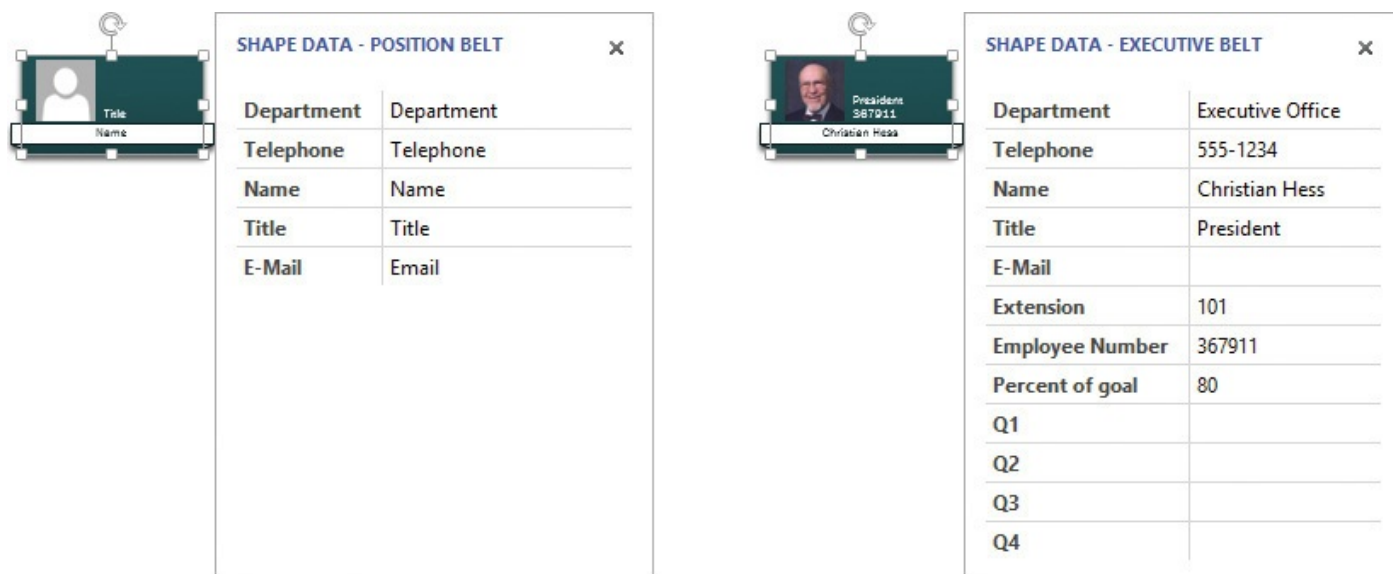 Title
Name
SHAPE DATA - POSITION BELT
Department Department
Telephone Telephone
Name Name
Title Title
E-Mail Email
President
367911
Christian Hess
SHAPE DATA - EXECUTIVE BELT
Department Executive Office
Telephone 555-1234
Name Christian Hess
Title President
E-Mail
Extension 101
Employee Number 367911
Percent of goal 80
Q1
Q2
Q3
Q4